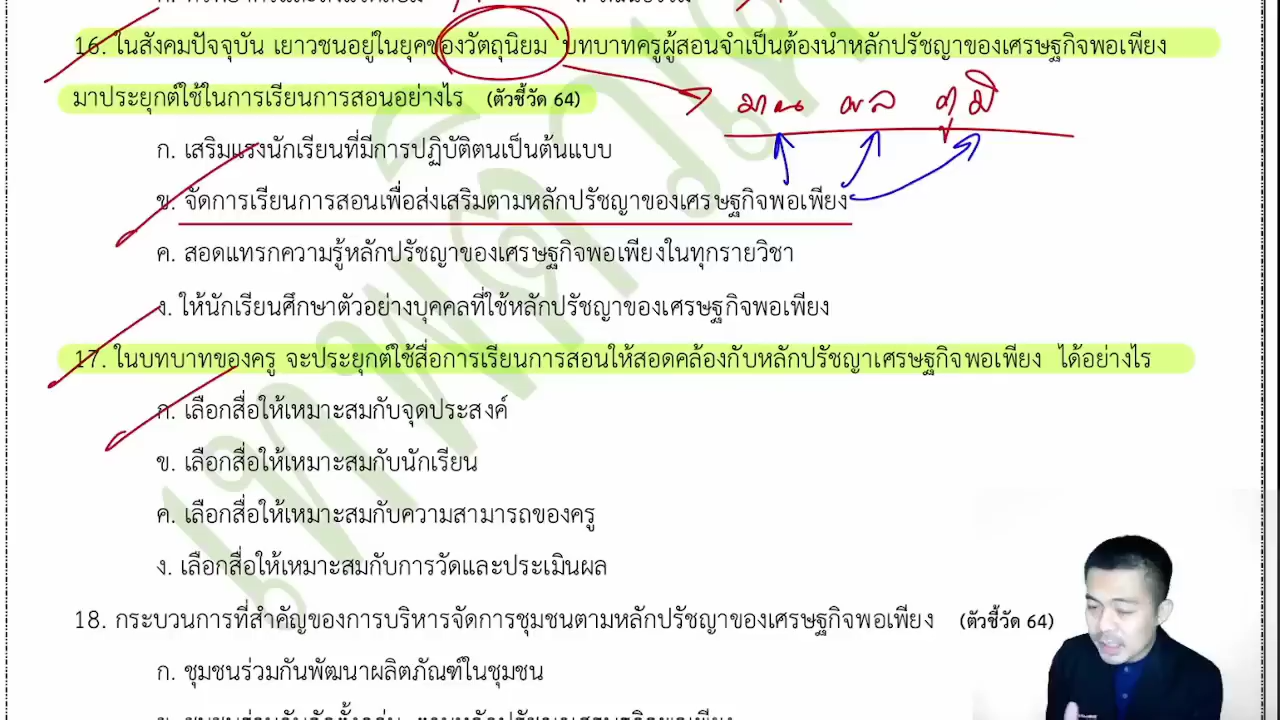 16. ในสังคมปัจจุบัน เยาวชนอยู่ในยุคของวัตถุนิยม บทบาทครูผู้สอนจำเป็นต้องนำหลักปรัชญาของเศรษฐกิจพอเพียง
มาประยุกต์ใช้ในการเรียนการสอนอย่างไร (ตัวชี้วัด 64)
ก. เสริมแรงนักเรียนที่มีการปฏิบัติตนเป็นต้นแบบ
ข. จัดการเรียนการสอนเพื่อส่งเสริมตามหลักปรัชญาของเศรษฐกิจพอเพียง
ค. สอดแทรกความรู้หลักปรัชญาของเศรษฐกิจพอเพียงในทุกรายวิชา
ง. ให้นักเรียนศึกษาตัวอย่างบุคคลที่ใช้หลักปรัชญาของเศรษฐกิจพอเพียง
17. ในบทบาทของครู จะประยุกต์ใช้สื่อการเรียนการสอนให้สอดคล้องกับหลักปรัชญาเศรษฐกิจพอเพียง ได้อย่างไร
ก. เลือกสื่อให้เหมาะสมกับจุดประสงค์
ข. เลือกสื่อให้เหมาะสมกับนักเรียน
ค. เลือกสื่อให้เหมาะสมกับความสามารถของครู
ง. เลือกสื่อให้เหมาะสมกับการวัดและประเมินผล
18. กระบวนการที่สำคัญของการบริหารจัดการชุมชนตามหลักปรัชญาของเศรษฐกิจพอเพียง (ตัวชี้วัด 64)
ก. ชุมชนร่วมกันพัฒนาผลิตภัณฑ์ในชุมชน